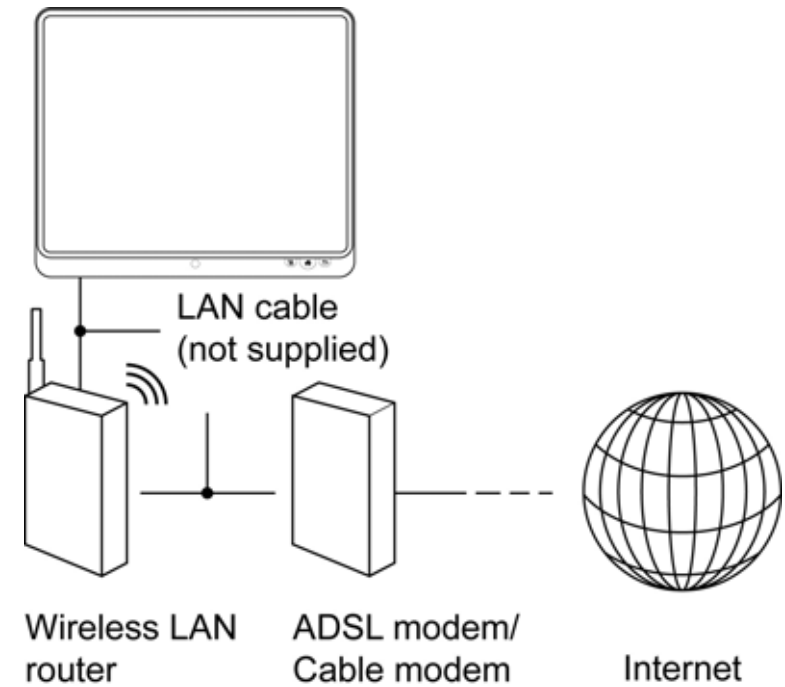 LAN cable
(not supplied)
Wireless LAN
router
ADSL modem/
Cable modem
Internet